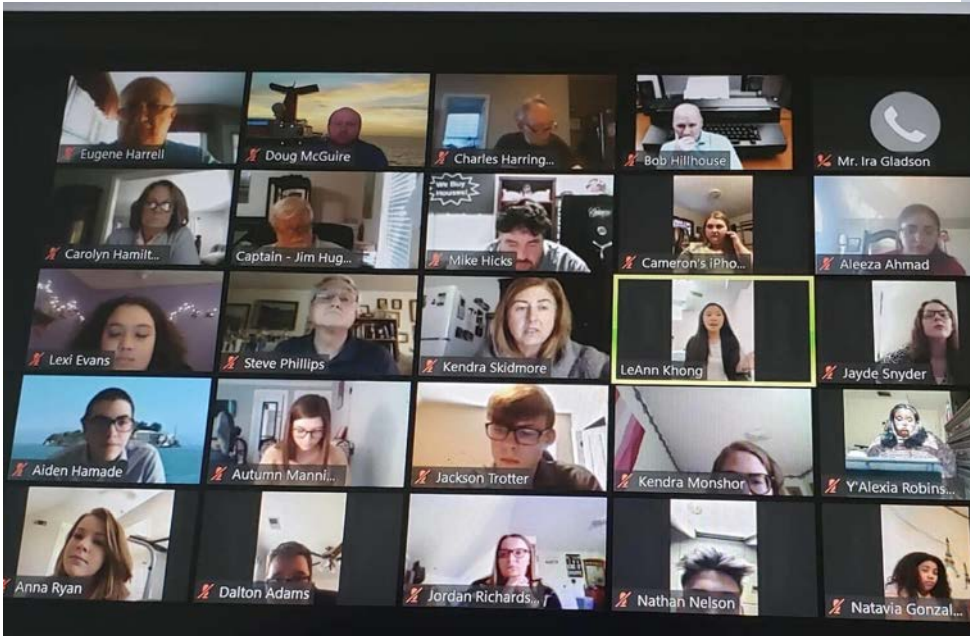 Eugene Harrell
Doug McGuire
Charles Harring...
Bob Hillhouse
Mr. Ira Gladson
Carolyn Hamilt...
Captain - Jim Hug...
We Buy
Houses!
Mike Hicks
Cameron's iPho...
Aleeza Ahmad
Lexi Evans
Steve Phillips
Kendra Skidmore
LeAnn Khong
Jayde Snyder
Aiden Hamade
Autumn Manni...
Jackson Trotter
Kendra Monshor
Y'Alexia Robins...
Anna Ryan
Dalton Adams
Jordan Richards...
Nathan Nelson
Natavia Gonzal...